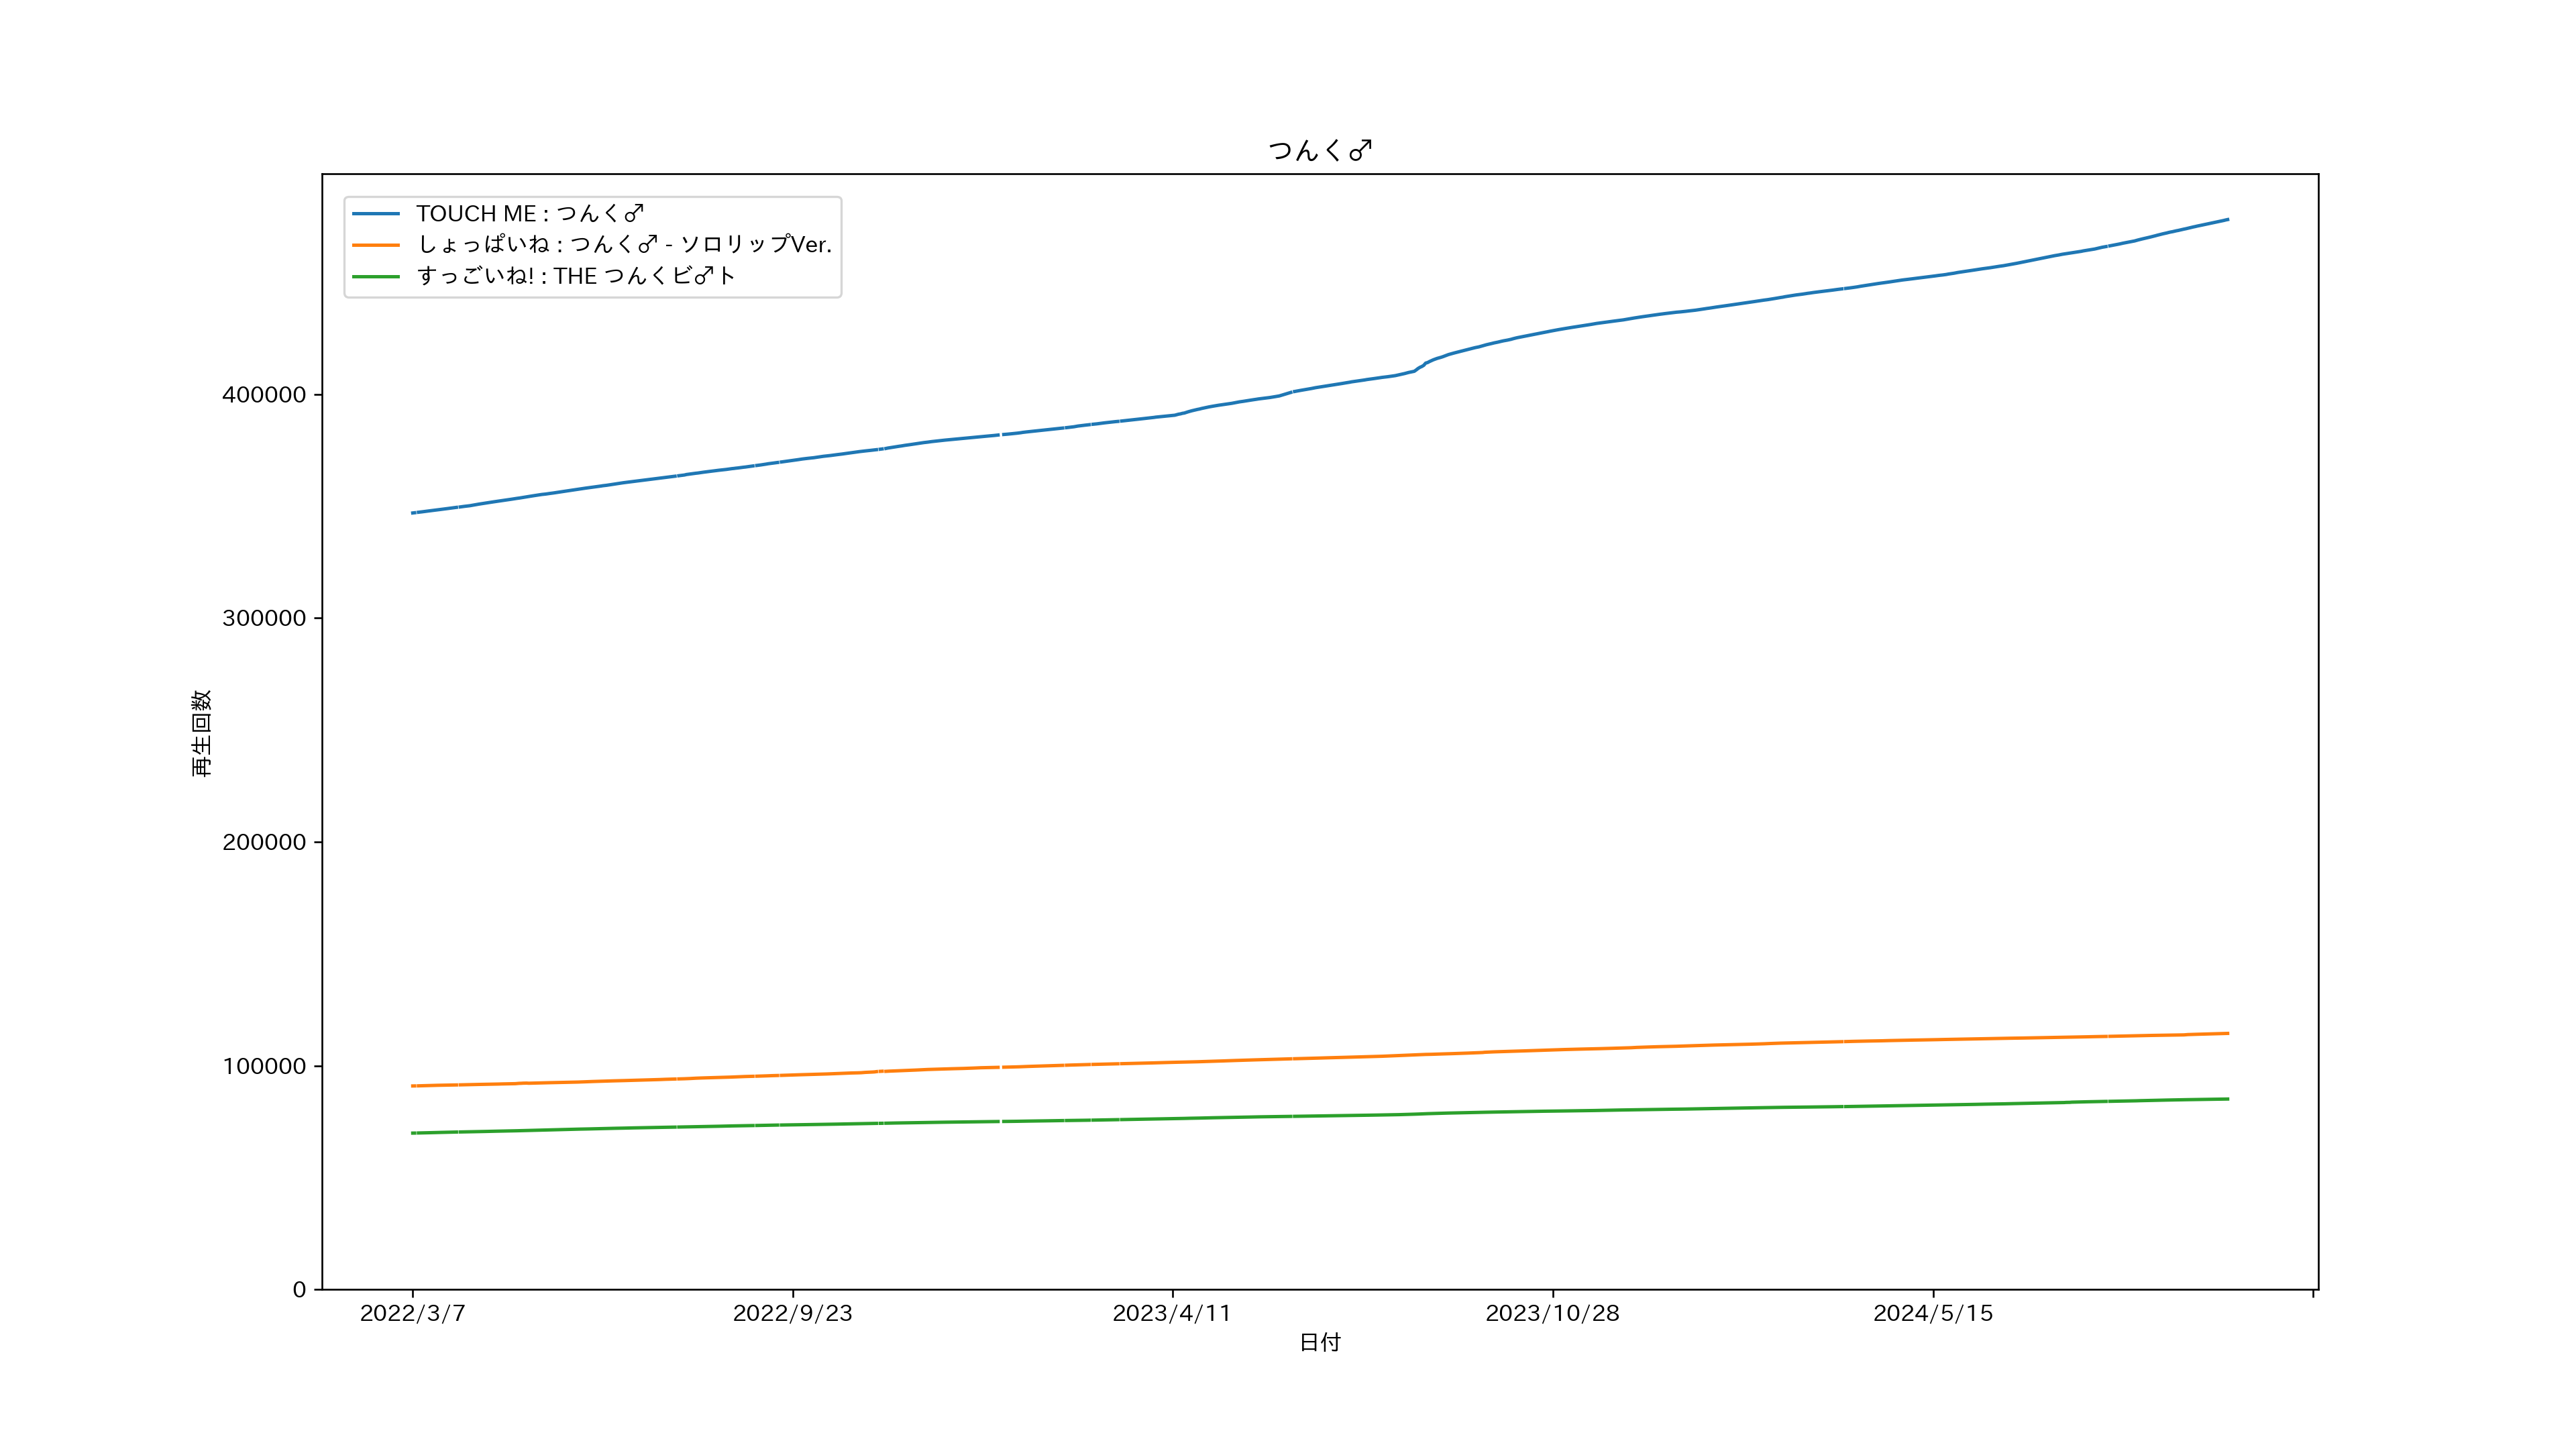 つんく♂
TOUCH ME : つんく♂
しょっぱいね : つんく♂ - ソロリップVer.
すっごいね! : THE つんくビ♂ト
400000
300000
200000
100000
0
再生回数
2022/3/7
2022/9/23
2023/4/11
2023/10/28
2024/5/15
日付